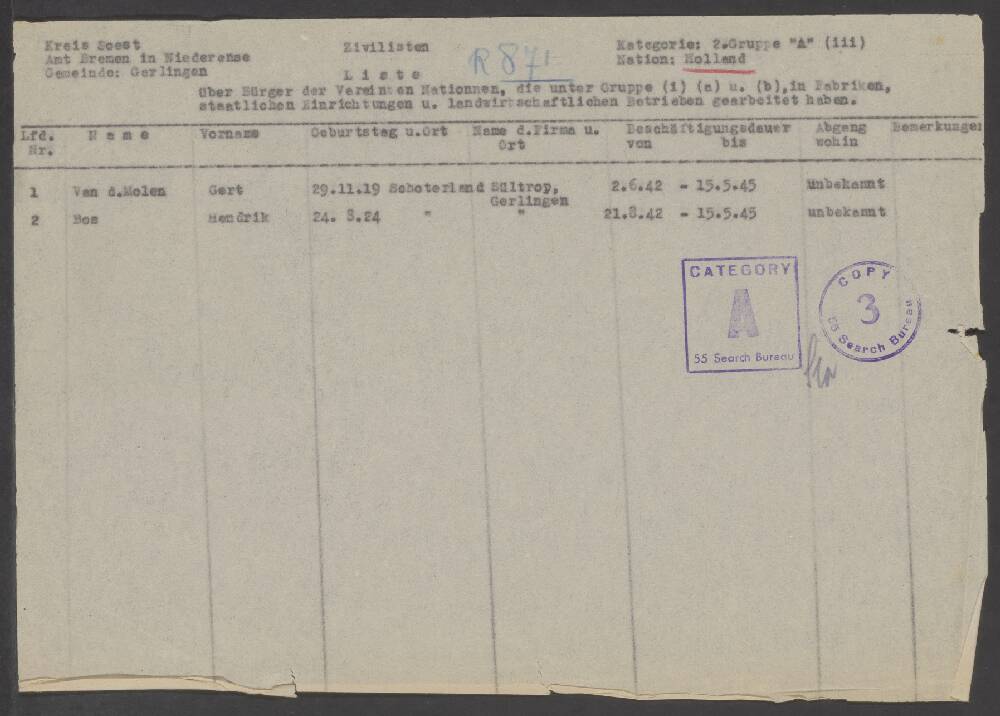 Kreis Soest
Amt Bremen in Niederense
Gemeinde: Gerlingen
Zivilisten
Liste
R 871
Kategorie: 2.Gruppe "A" (iii)
Nation: Holland
über Bürger der Vereinten Nationnen, die unter Gruppe (i) (a) u. (b),in Fabriken,
staatlichen Einrichtungen u. landwirtschaftlichen Betrieben gearbeitet haben.
Lfd. Nr. Name Vorname Geburtstag u.Ort Name d.Firma u. Ort Beschäftigungsdauer von bis Abgang wohin Bemerkungen
1 Van d.Molen Gert 29.11.19 Schoterland Sültrop, Gerlingen 2.6.42 - 15.5.45 unbekannt
2 Bos Hendrik 24. 8.24 " " 21.8.42 - 15.5.45 unbekannt
CATEGORY
A
55 Search Bureau
COPY
3
55 Search Bureau